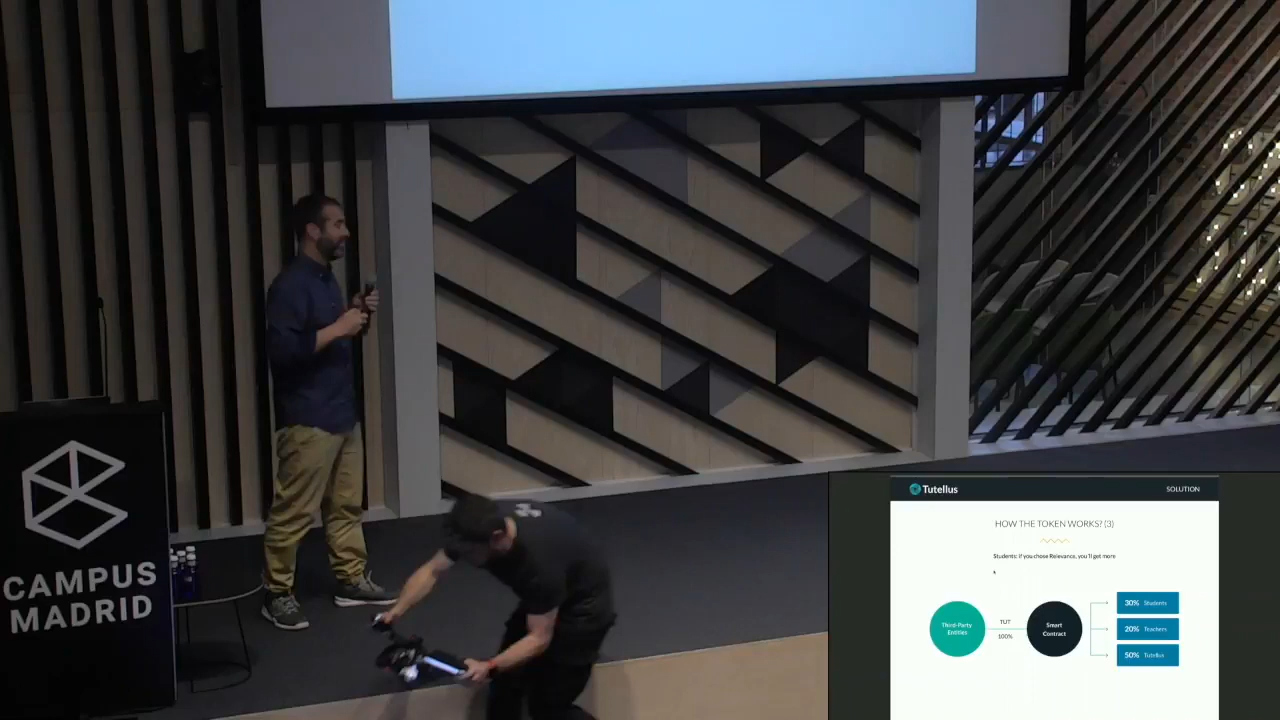 CAMPUS
MADRID
Tutellus
SOLUTION
HOW THE TOKEN WORKS? (3)
Students: if you chose Relevance, you'll get more
Third-Party
Entities
TUT
100%
Smart
Contract
30% Students
20% Teachers
50% Tutellus